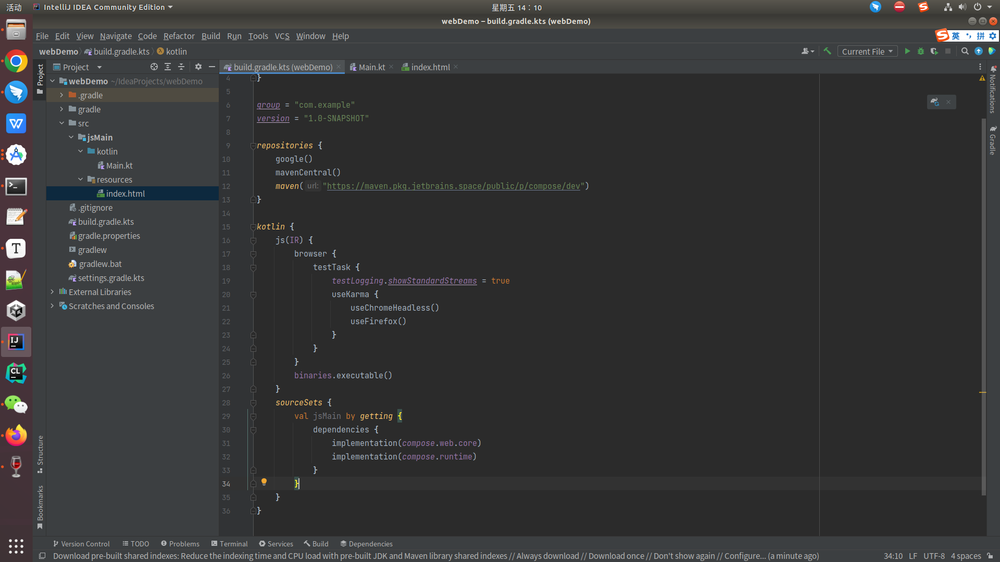 活动
IntelliJ IDEA Community Edition
星期五 14：10
webDemo – build.gradle.kts (webDemo)
File Edit View Navigate Code Refactor Build Run Tools VCS Window Help
英 拼
webDemo build.gradle.kts kotlin
Current File
Project
build.gradle.kts (webDemo) Main.kt index.html
Project
webDemo ~/IdeaProjects/webDemo
.gradle
gradle
src
jsMain
kotlin
Main.kt
resources
index.html
.gitignore
build.gradle.kts
gradle.properties
gradlew
gradlew.bat
settings.gradle.kts
External Libraries
Scratches and Consoles
Structure
Bookmarks
4 }
5
6 group = "com.example"
7 version = "1.0-SNAPSHOT"
8
9 repositories {
10 google()
11 mavenCentral()
12 maven( url: "https://maven.pkg.jetbrains.space/public/p/compose/dev")
13 }
14
15 kotlin {
16 js(IR) {
17 browser {
18 testTask {
19 testLogging.showStandardStreams = true
20 useKarma {
21 useChromeHeadless()
22 useFirefox()
23 }
24 }
25 }
26 binaries.executable()
27 }
28 sourceSets {
29 val jsMain by getting {
30 dependencies {
31 implementation(compose.web.core)
32 implementation(compose.runtime)
33 }
34 }
35 }
36 }
Notifications
Gradle
Version Control TODO Problems Terminal Services Build Dependencies
Download pre-built shared indexes: Reduce the indexing time and CPU load with pre-built JDK and Maven library shared indexes // Always download // Download once // Don't show again // Configure... (a minute ago)
34:10 LF UTF-8 4 spaces